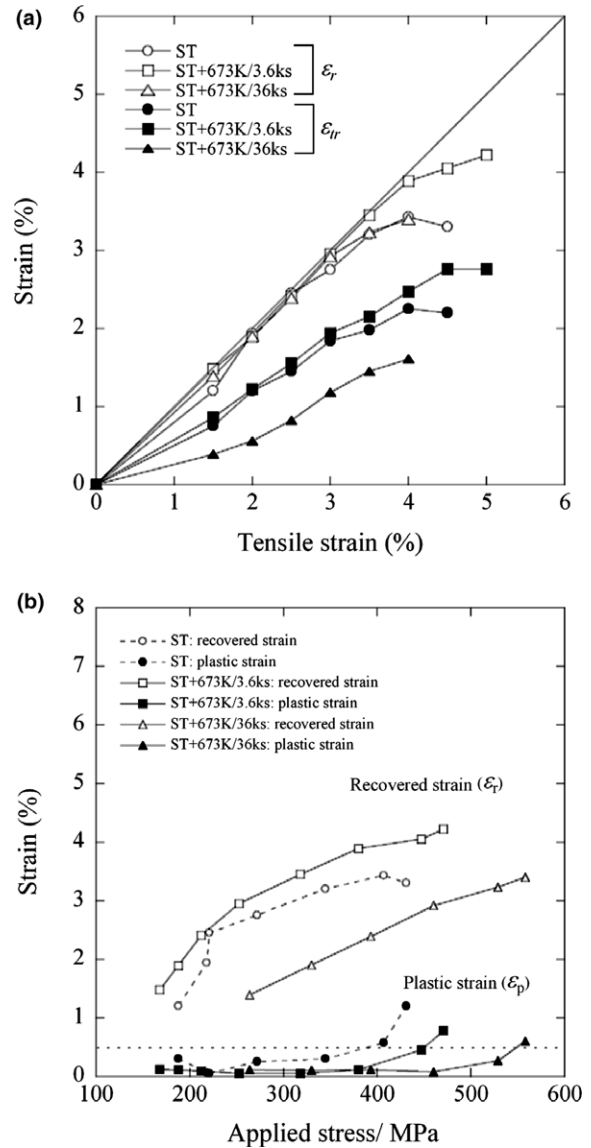 (a)
6
5
4
3
2
1
0
Strain (%)
ST
ST+673K/3.6ks
ST+673K/36ks
εr
ST
ST+673K/3.6ks
ST+673K/36ks
εtr
0 1 2 3 4 5 6
Tensile strain (%)
(b)
8
7
6
5
4
3
2
1
0
Strain (%)
ST: recovered strain
ST: plastic strain
ST+673K/3.6ks: recovered strain
ST+673K/3.6ks: plastic strain
ST+673K/36ks: recovered strain
ST+673K/36ks: plastic strain
Recovered strain (εr)
Plastic strain (εp)
100 200 300 400 500 600
Applied stress/ MPa